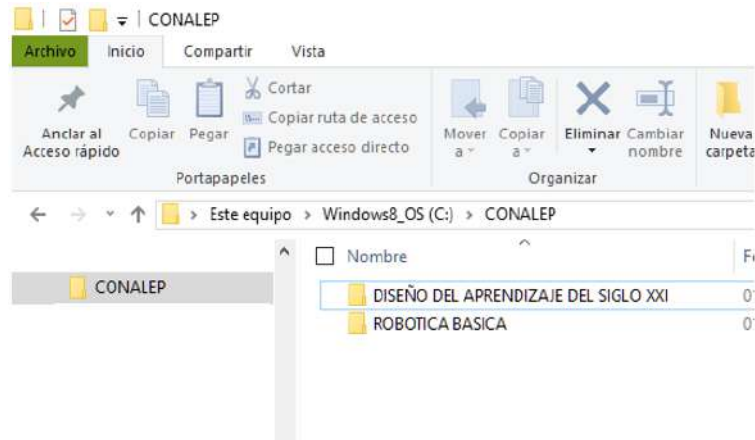 CONALEP
Archivo Inicio Compartir Vista
Anclar al Acceso rápido
Copiar
Pegar
Cortar
Copiar ruta de acceso
Pegar acceso directo
Portapapeles
Mover a
Copiar a
Eliminar
Cambiar nombre
Organizar
Nueva carpeta
Este equipo > Windows8_OS (C:) > CONALEP
CONALEP
Nombre
DISEÑO DEL APRENDIZAJE DEL SIGLO XXI
ROBOTICA BASICA